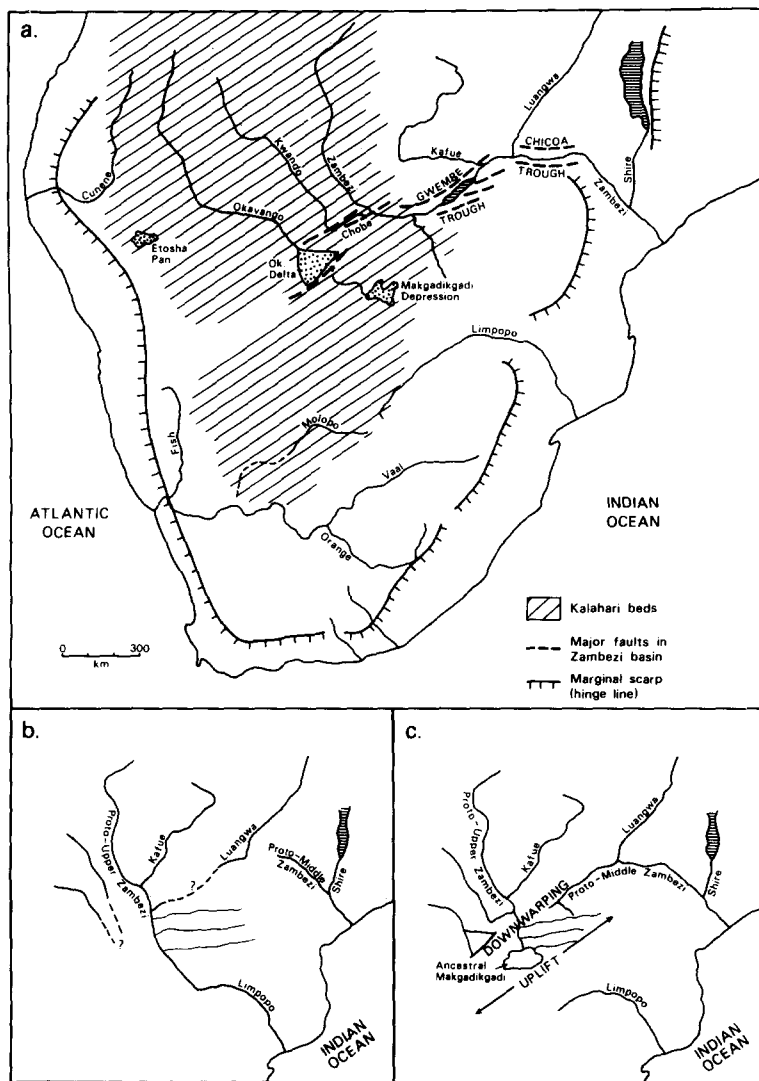 a.
Luangwa
Kafue
CHICOA
TROUGH
Shire
Zambezi
GWEMBE
TROUGH
Zambezi
Kwando
Cunene
Okavango
Chobe
Etosha
Pan
Ok
Delta
Makgadikgadi
Depression
Limpopo
Molopo
Fish
Vaal
Orange
ATLANTIC
OCEAN
INDIAN
OCEAN
Kalahari beds
Major faults in
Zambezi basin
Marginal scarp
(hinge line)
0 300
km
b.
Proto-Upper Zambezi
Kafue
Luangwa
?
Proto-Middle
Zambezi
Shire
?
Limpopo
INDIAN
OCEAN
c.
Proto-Upper
Zambezi
Kafue
Luangwa
Proto-Middle Zambezi
Shire
DOWNWARPING
Ancestral
Makgadikgadi
UPLIFT
Limpopo
INDIAN
OCEAN